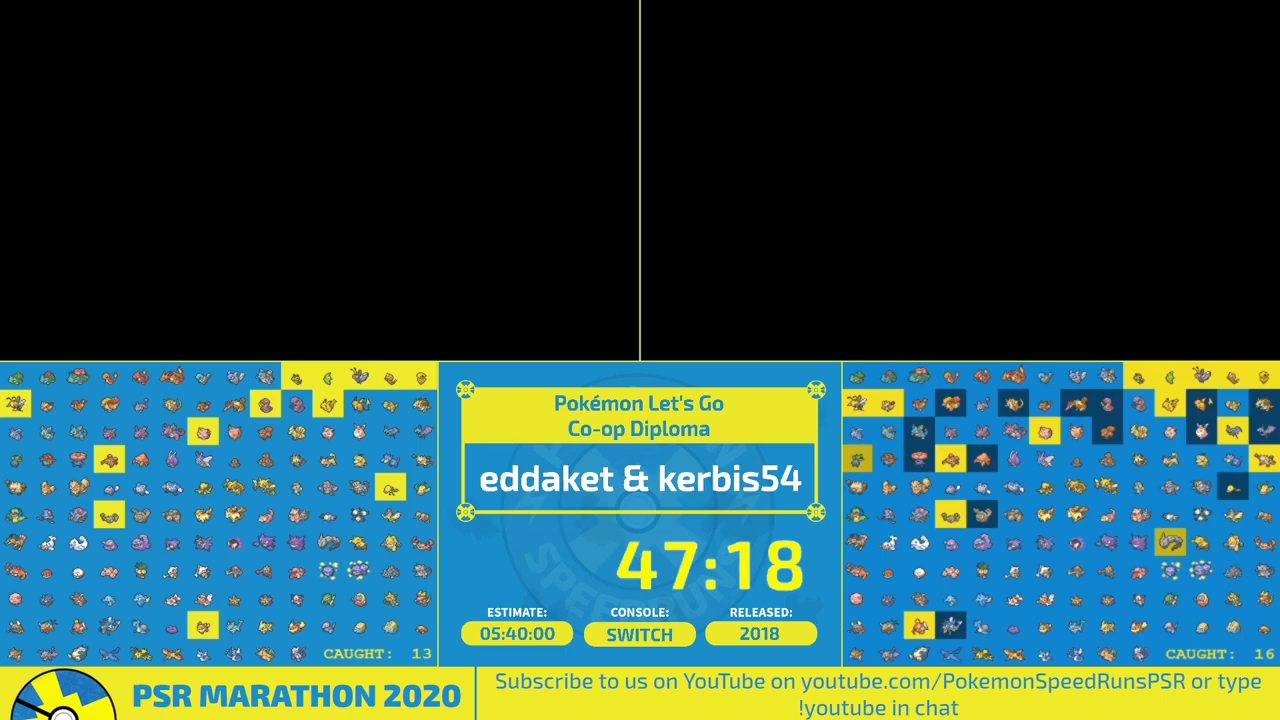 Pokémon Let's Go
Co-op Diploma
eddaket & kerbis54
47:18
ESTIMATE:
CONSOLE:
RELEASED:
05:40:00
SWITCH
2018
CAUGHT: 13
CAUGHT: 16
PSR MARATHON 2020
Subscribe to us on YouTube on youtube.com/PokemonSpeedRunsPSR or type
!youtube in chat